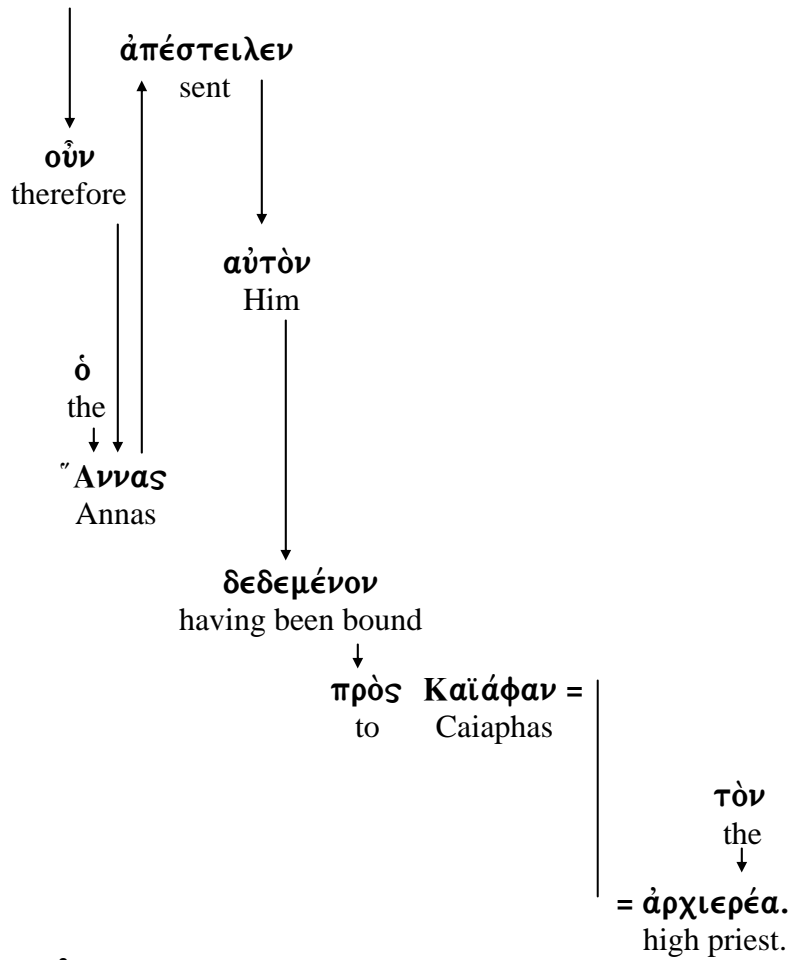 ἀπέστειλεν
sent
οὖν
therefore
αὐτὸν
Him
ὁ
the
῎Αννας
Annas
δεδεμένον
having been bound
πρὸς Καϊάφαν =
to Caiaphas
τὸν
the
= ἀρχιερέα.
high priest.